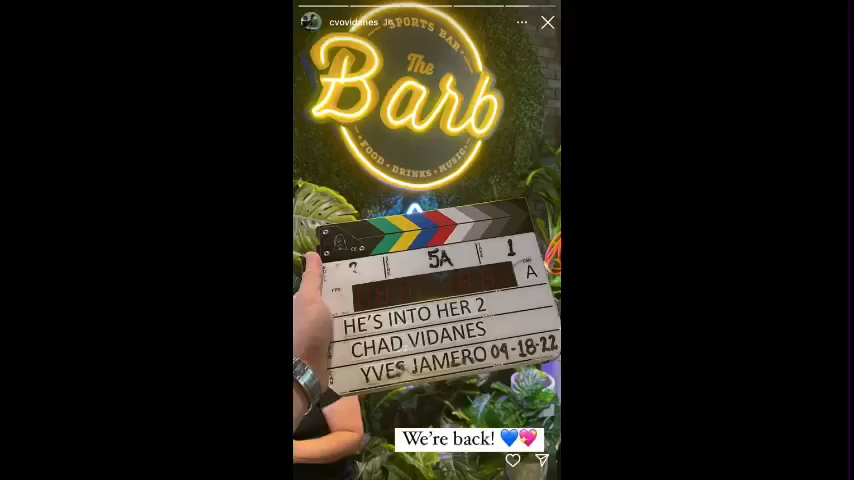 cvovidanes
SPORTS BAR
The
Barb
FOOD • DRINKS • MUSIC
? 5A 1
A
HE'S INTO HER 2
CHAD VIDANES
YVES JAMERO 04-18-22
We're back! 💙💖